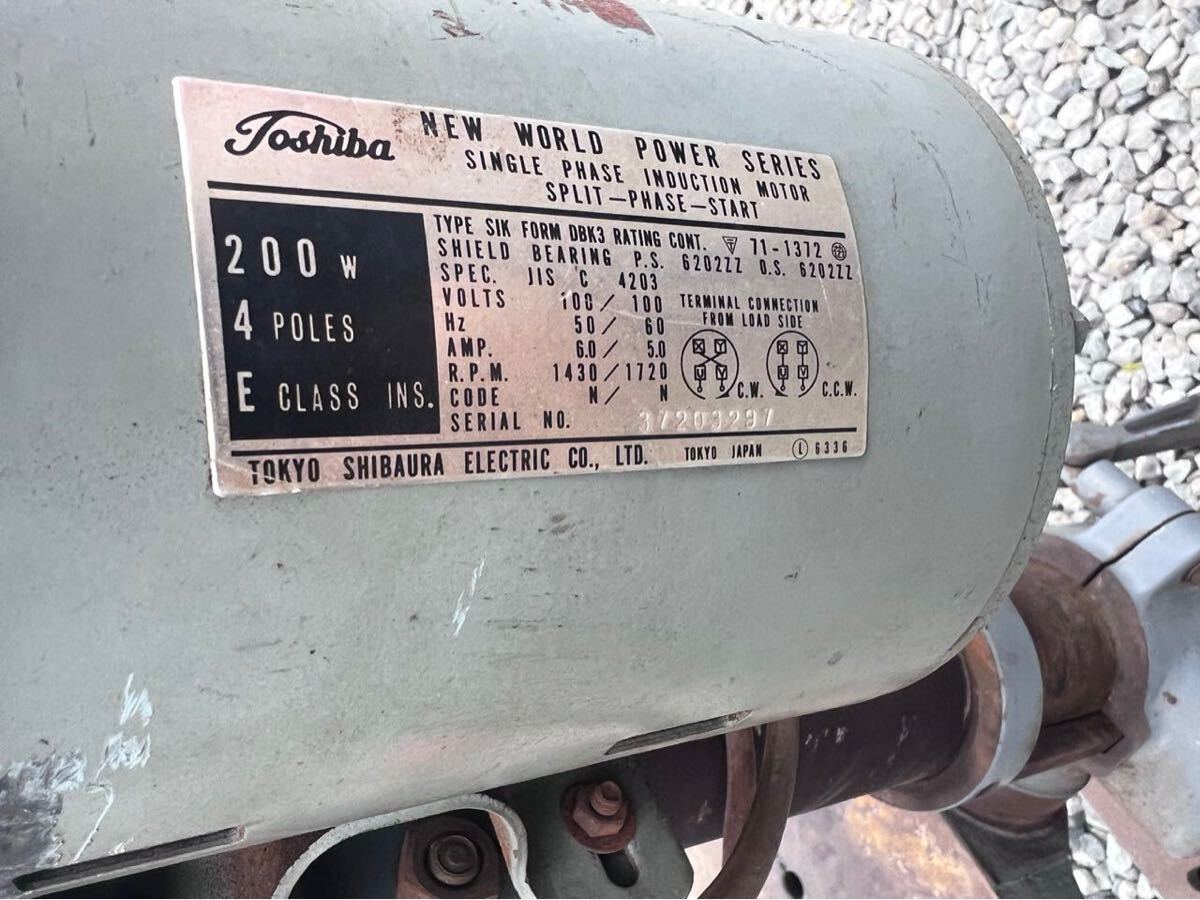 Toshiba NEW WORLD POWER SERIES
SINGLE PHASE INDUCTION MOTOR
SPLIT-PHASE-START
200 W
4 POLES
E CLASS INS.
TYPE SIK FORM DBK3 RATING CONT. 71-1372
SHIELD BEARING P.S. 6202ZZ O.S. 6202ZZ
SPEC. JIS C 4203
VOLTS 100/100
Hz 50/60
AMP. 6.0/5.0
R.P.M. 1430/1720
CODE N/N
SERIAL NO. 37203297
TERMINAL CONNECTION
FROM LOAD SIDE
X Y
U V
C.W.
X Y
U V
C.C.W.
TOKYO SHIBAURA ELECTRIC CO., LTD. TOKYO JAPAN Ⓛ 6336